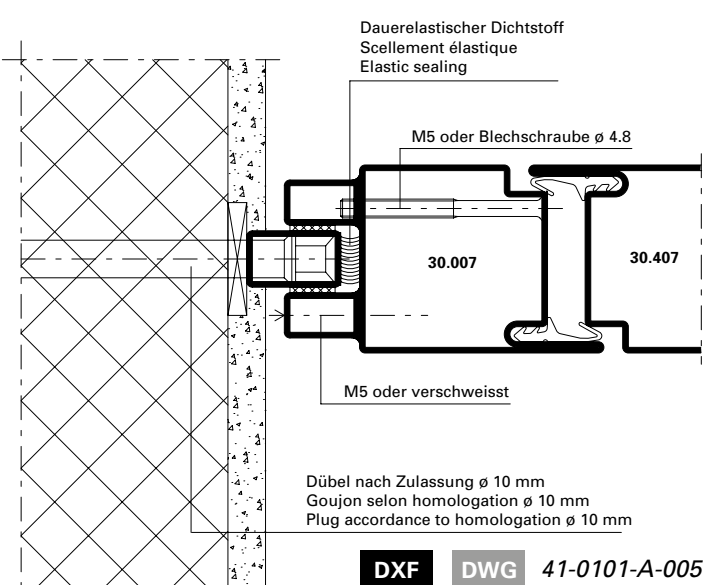 Dauerelastischer Dichtstoff
Scellement élastique
Elastic sealing
M5 oder Blechschraube ø 4.8
30.007
30.407
M5 oder verschweisst
Dübel nach Zulassung ø 10 mm
Goujon selon homologation ø 10 mm
Plug accordance to homologation ø 10 mm
DXF DWG 41-0101-A-005